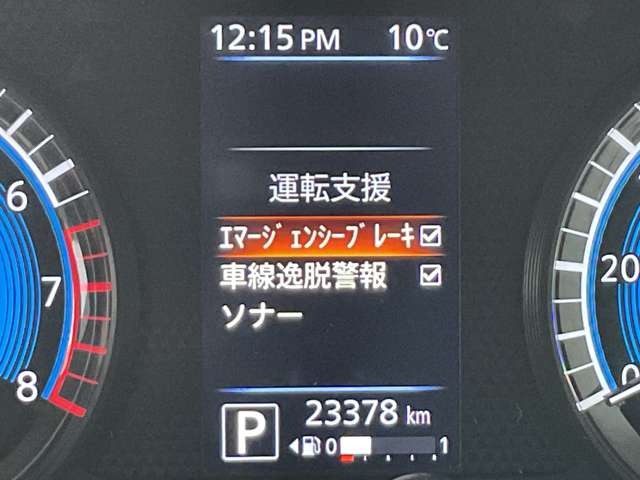 12:15 PM 10℃
運転支援
ｴﾏｰｼﾞｪﾝｼｰﾌﾞﾚｰｷ
車線逸脱警報
ソナー
6
7
8
20
0
P
23378 km
0 1